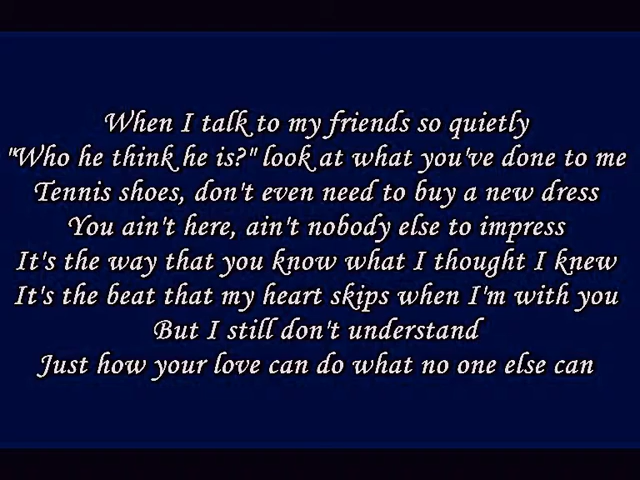 When I talk to my friends so quietly
"Who he think he is?" look at what you've done to me
Tennis shoes, don't even need to buy a new dress
You ain't here, ain't nobody else to impress
It's the way that you know what I thought I knew
It's the beat that my heart skips when I'm with you
But I still don't understand
Just how your love can do what no one else can